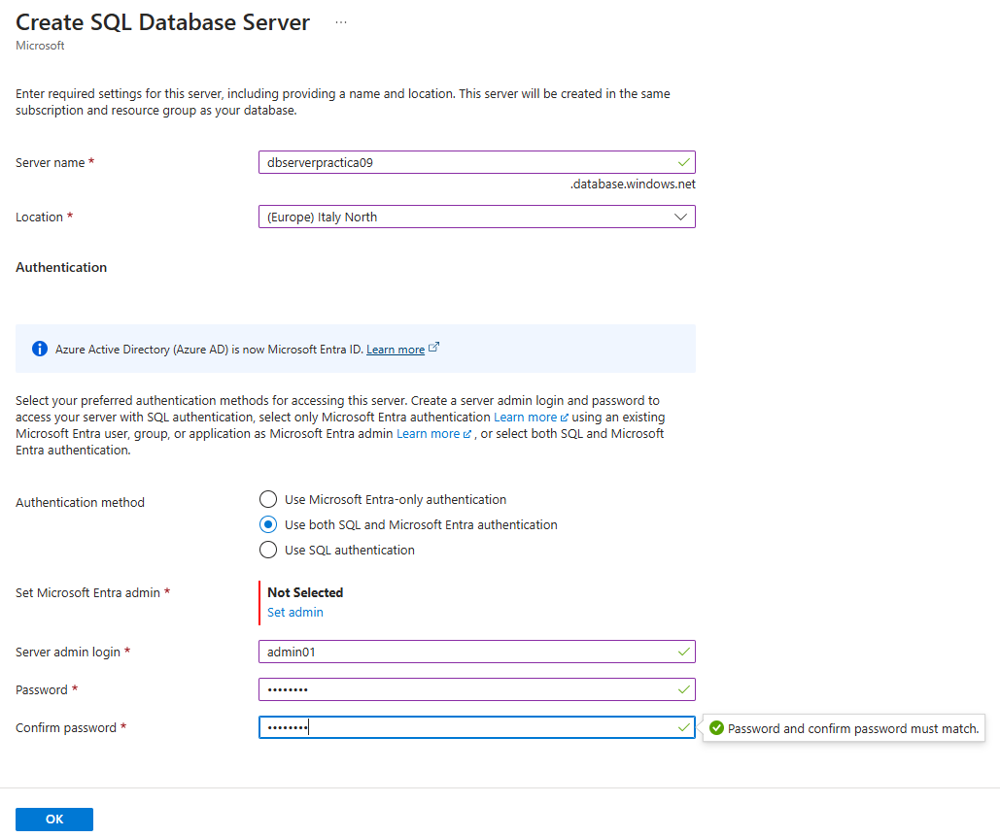 Create SQL Database Server ...
Microsoft
Enter required settings for this server, including providing a name and location. This server will be created in the same
subscription and resource group as your database.
Server name *
dbserverpractica09
.database.windows.net
Location *
(Europe) Italy North
Authentication
Azure Active Directory (Azure AD) is now Microsoft Entra ID. Learn more
Select your preferred authentication methods for accessing this server. Create a server admin login and password to
access your server with SQL authentication, select only Microsoft Entra authentication Learn more using an existing
Microsoft Entra user, group, or application as Microsoft Entra admin Learn more , or select both SQL and Microsoft
Entra authentication.
Authentication method
Use Microsoft Entra-only authentication
Use both SQL and Microsoft Entra authentication
Use SQL authentication
Set Microsoft Entra admin *
Not Selected
Set admin
Server admin login *
admin01
Password *
••••••••
Confirm password *
••••••••
Password and confirm password must match.
OK